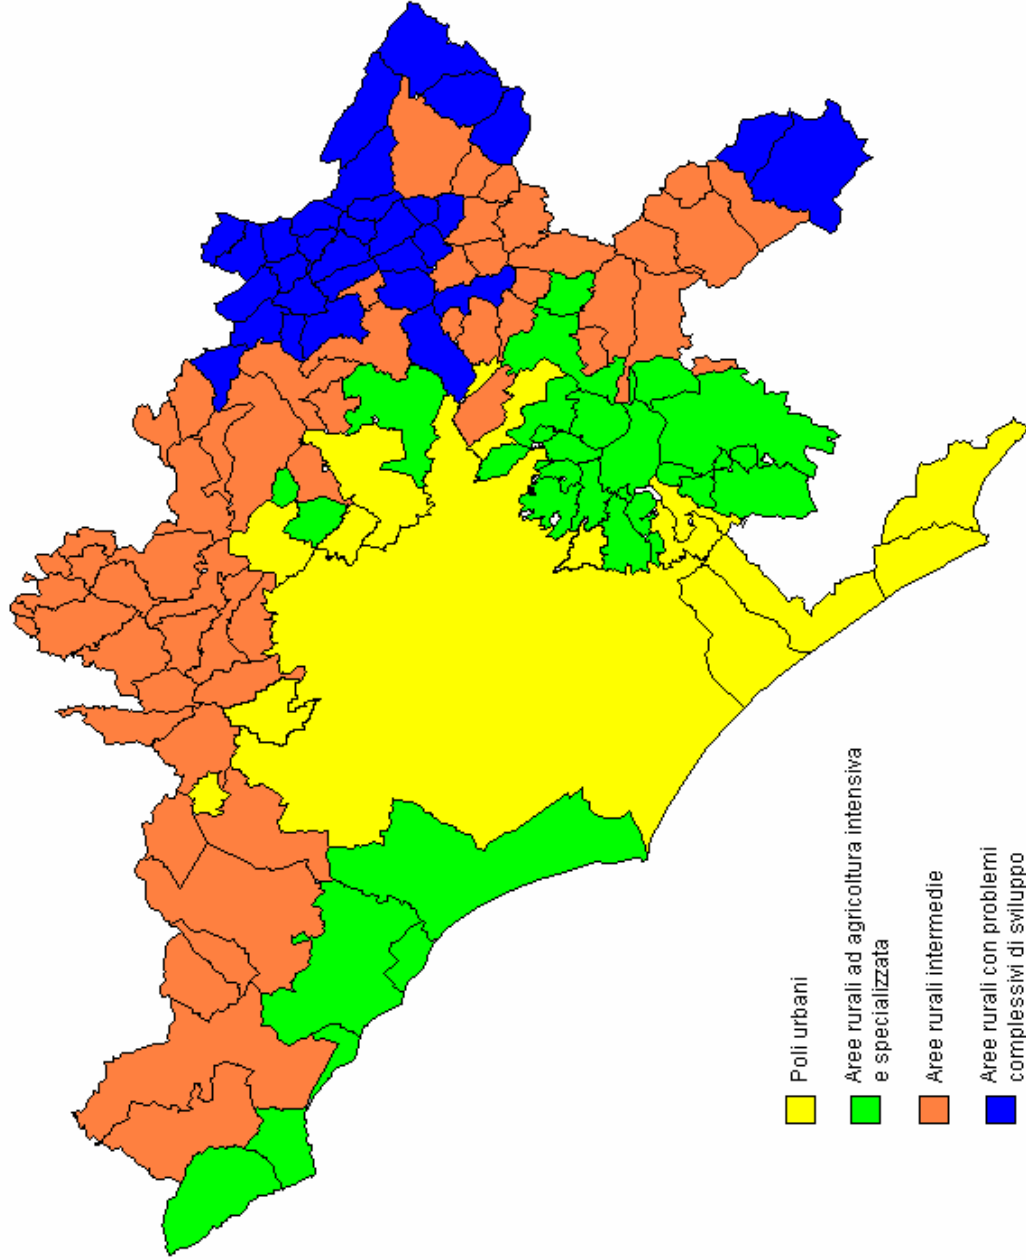 Poli urbani
Aree rurali ad agricoltura intensiva
e specializzata
Aree rurali intermedie
Aree rurali con problemi
complessivi di sviluppo